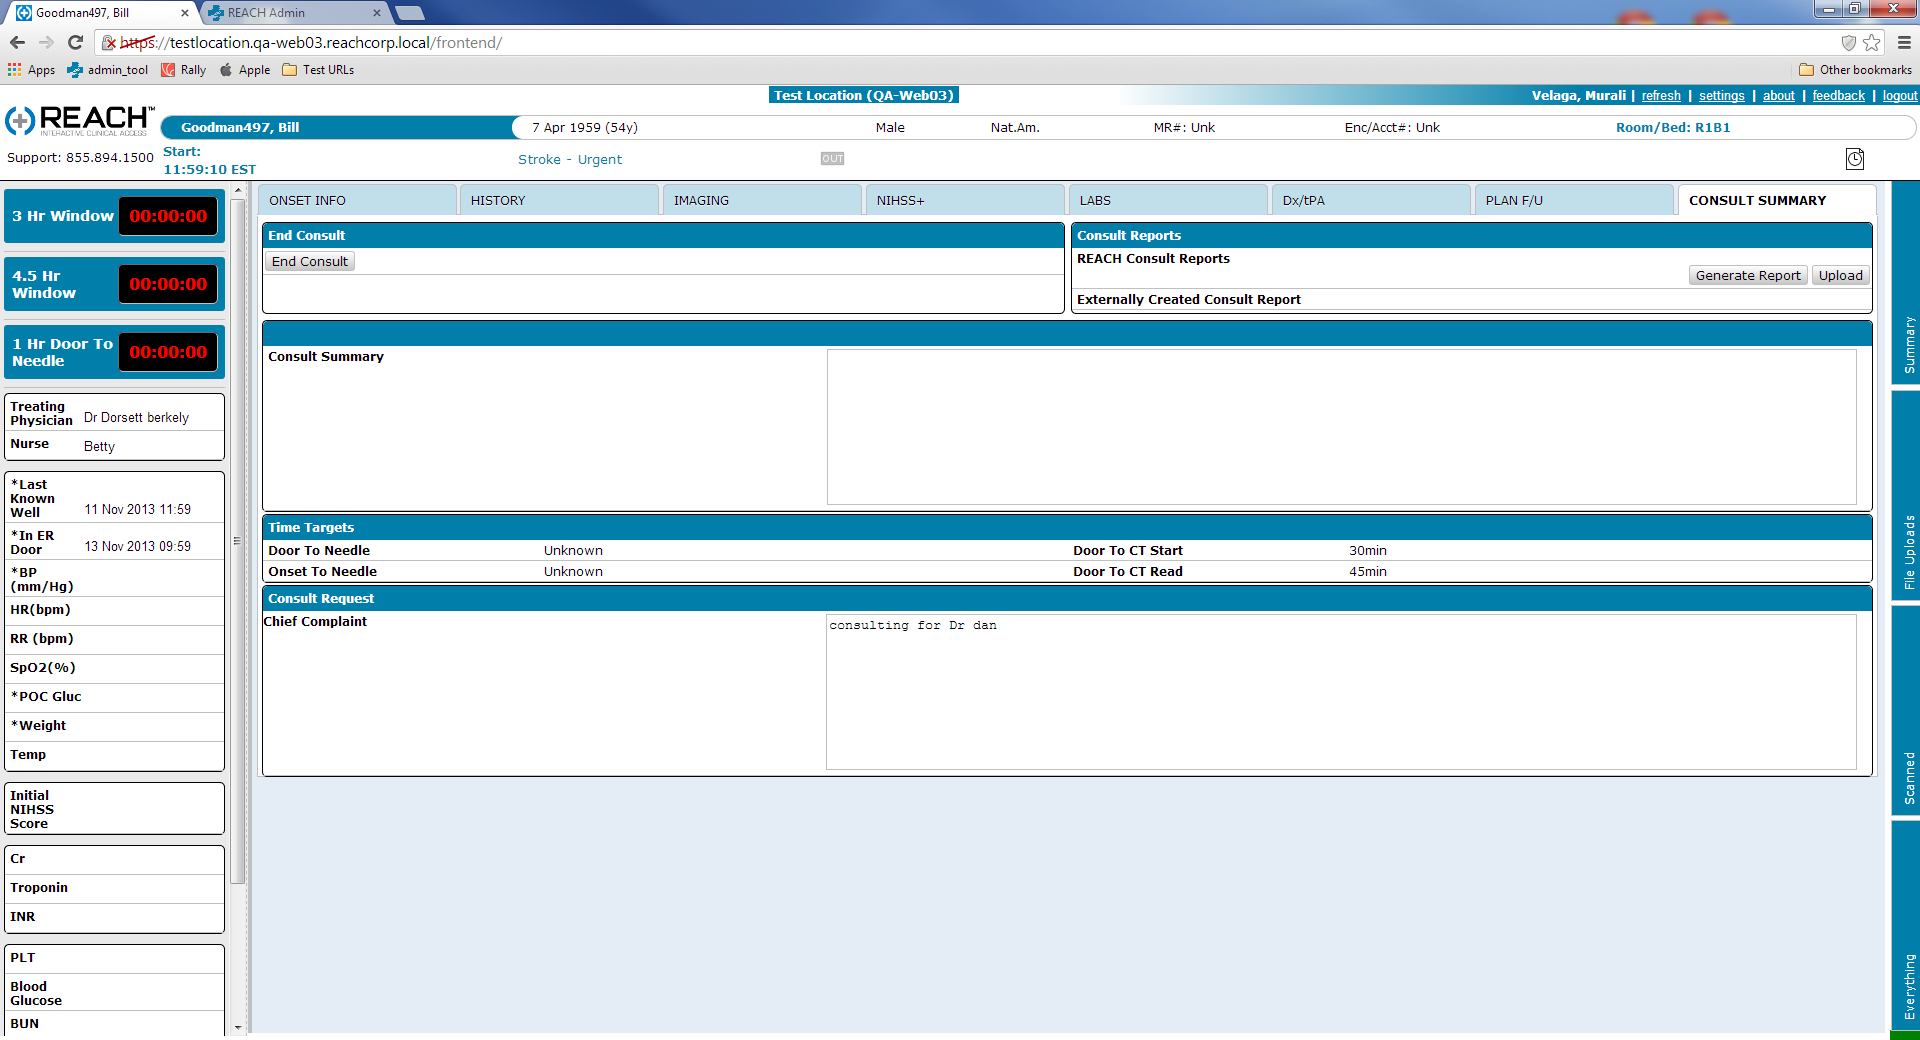 Goodman497, Bill
REACH Admin
https://testlocation.qa-web03.reachcorp.local/frontend/
Apps admin_tool Rally Apple Test URLs Other bookmarks
Test Location (QA-Web03)
Velaga, Murali | refresh | settings | about | feedback | logout
REACH™
INTERACTIVE CLINICAL ACCESS
Goodman497, Bill 7 Apr 1959 (54y) Male Nat.Am. MR#: Unk Enc/Acct#: Unk Room/Bed: R1B1
Support: 855.894.1500
Start:
11:59:10 EST
Stroke - Urgent
OUT
3 Hr Window 00:00:00
4.5 Hr
Window
00:00:00
1 Hr Door To
Needle
00:00:00
Treating
Physician Dr Dorsett berkely
Nurse Betty
*Last
Known
Well 11 Nov 2013 11:59
*In ER
Door 13 Nov 2013 09:59
*BP
(mm/Hg)
HR(bpm)
RR (bpm)
SpO2(%)
*POC Gluc
*Weight
Temp
Initial
NIHSS
Score
Cr
Troponin
INR
PLT
Blood
Glucose
BUN
ONSET INFO HISTORY IMAGING NIHSS+ LABS Dx/tPA PLAN F/U CONSULT SUMMARY
End Consult
End Consult
Consult Reports
REACH Consult Reports
Generate Report Upload
Externally Created Consult Report
Consult Summary
Time Targets
Door To Needle Unknown Door To CT Start 30min
Onset To Needle Unknown Door To CT Read 45min
Consult Request
Chief Complaint
consulting for Dr dan
Summary
File Uploads
Scanned
Everything